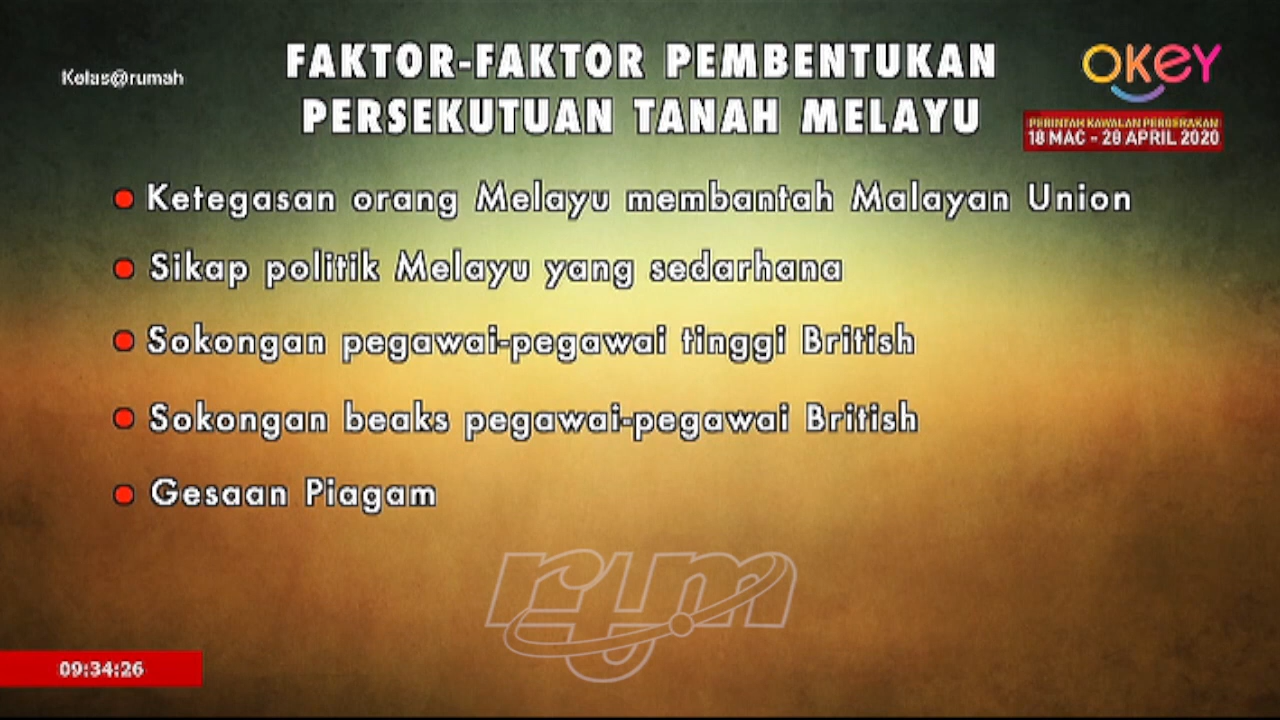 Kelas@rumah
FAKTOR-FAKTOR PEMBENTUKAN
PERSEKUTUAN TANAH MELAYU
OKEY
PERINTAH KAWALAN PERGERAKAN
18 MAC - 28 APRIL 2020
Ketegasan orang Melayu membantah Malayan Union
Sikap politik Melayu yang sedarhana
Sokongan pegawai-pegawai tinggi British
Sokongan beaks pegawai-pegawai British
Gesaan Piagam
rtm
09:34:26